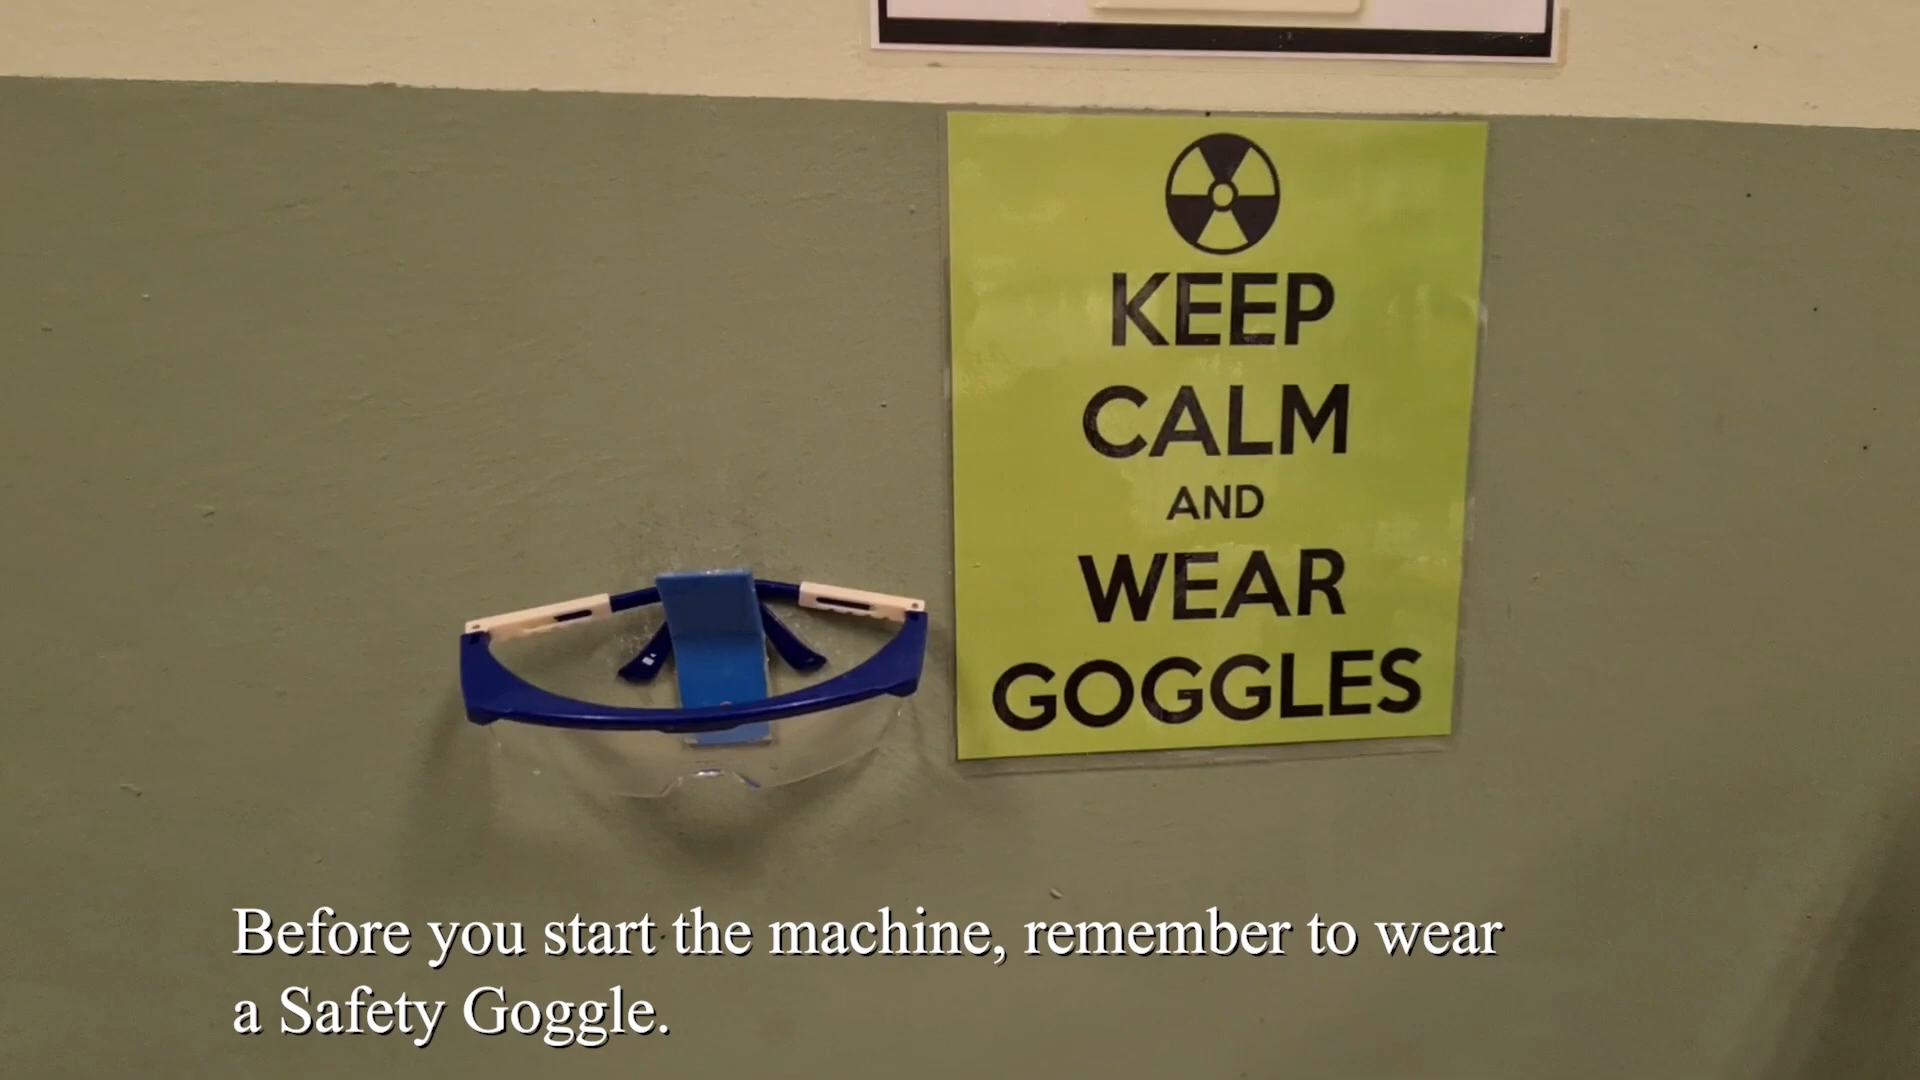 KEEP
CALM
AND
WEAR
GOGGLES
Before you start the machine, remember to wear
a Safety Goggle.